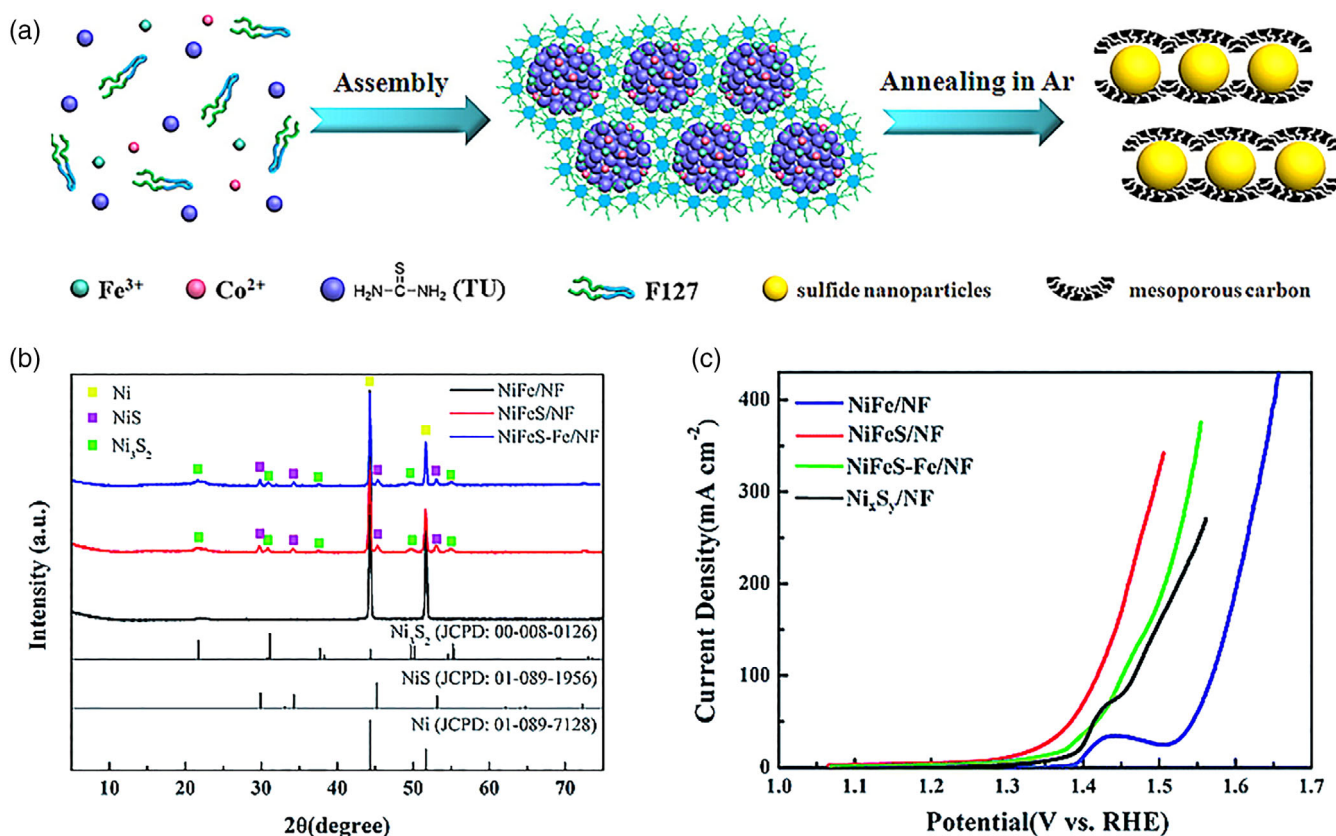 (a)
Assembly
Annealing in Ar
Fe³⁺
Co²⁺
S
H₂N-C-NH₂ (TU)
F127
sulfide nanoparticles
mesoporous carbon
(b)
Ni
NiS
Ni₃S₂
NiFe/NF
NiFeS/NF
NiFeS-Fe/NF
Intensity (a.u.)
Ni₃S₂ (JCPD: 00-008-0126)
NiS (JCPD: 01-089-1956)
Ni (JCPD: 01-089-7128)
10 20 30 40 50 60 70
2θ(degree)
(c)
NiFe/NF
NiFeS/NF
NiFeS-Fe/NF
NiₓSᵧ/NF
Current Density(mA cm⁻²)
400
300
200
100
0
1.0 1.1 1.2 1.3 1.4 1.5 1.6 1.7
Potential(V vs. RHE)